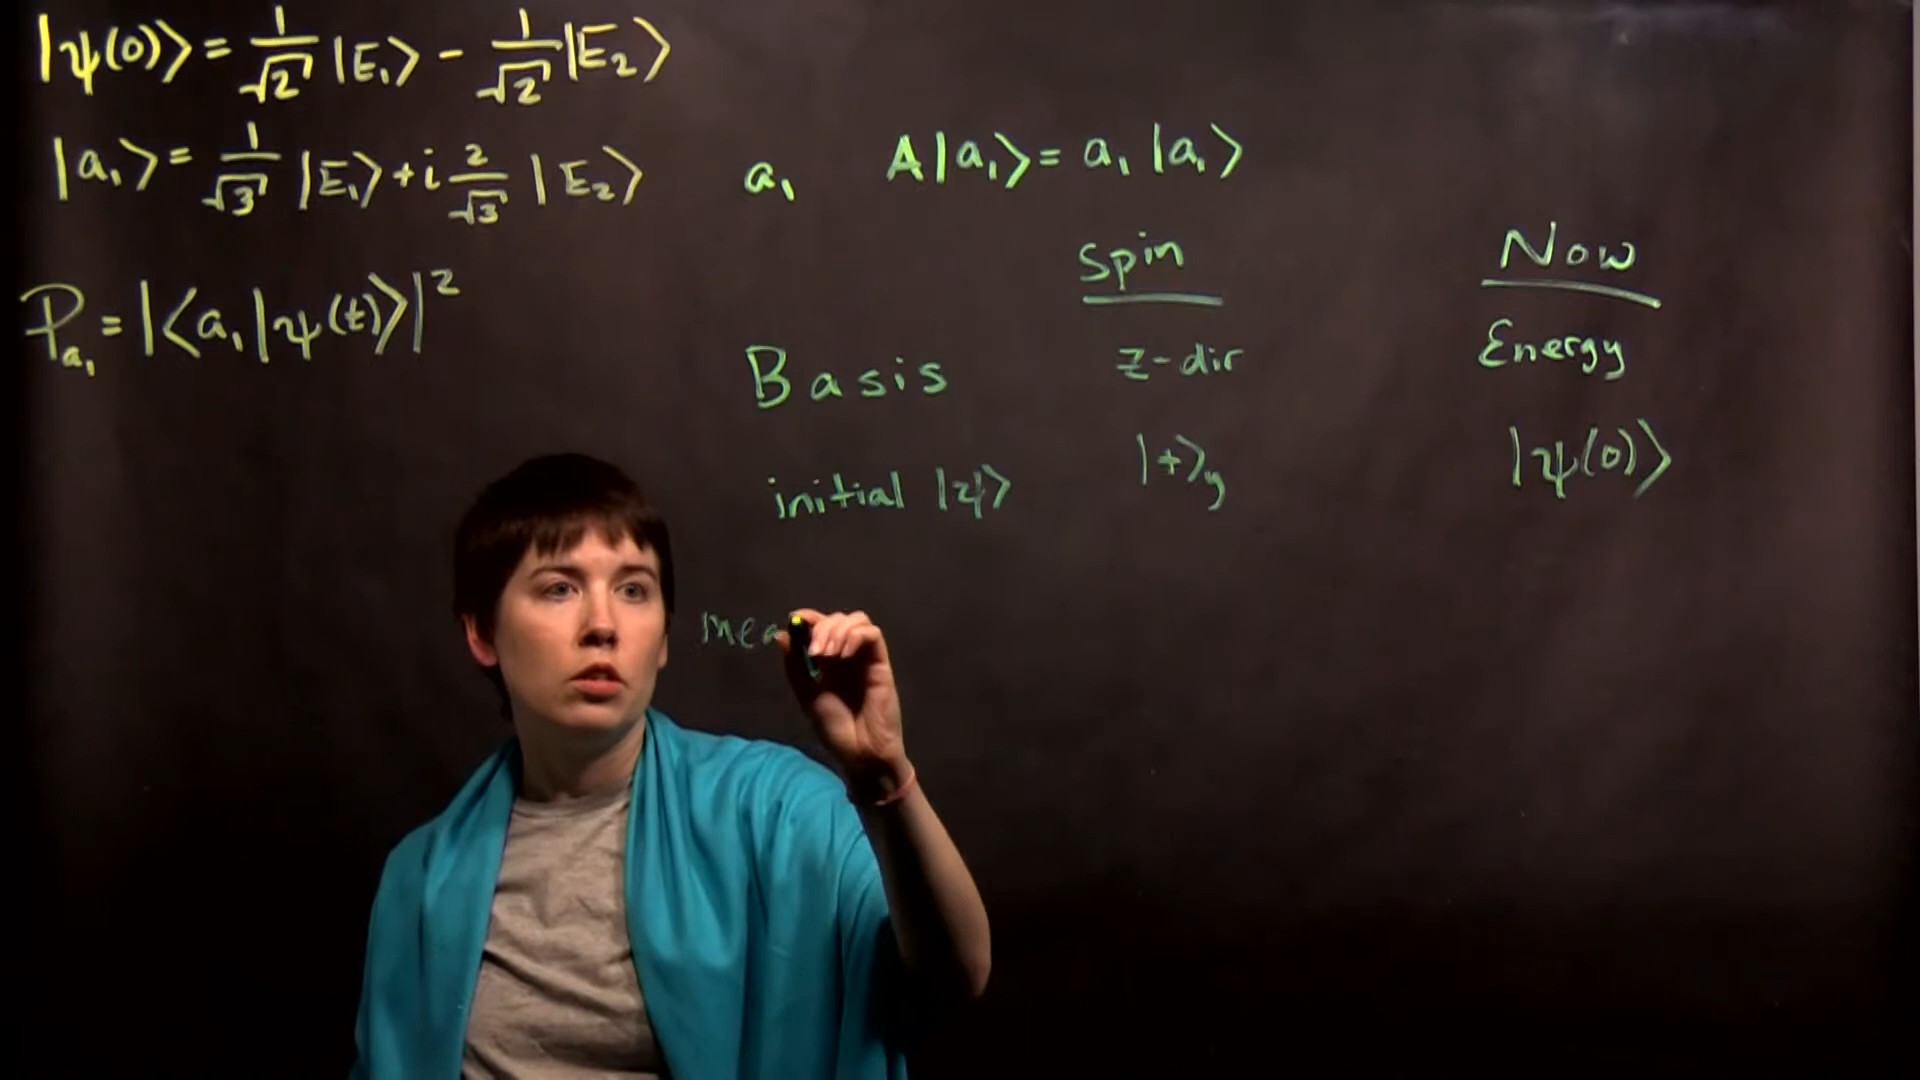 |ψ(0)⟩ = 1/√2 |E₁⟩ - 1/√2 |E₂⟩
|a₁⟩ = 1/√3 |E₁⟩ + i 2/√3 |E₂⟩
a₁ A|a₁⟩ = a₁ |a₁⟩
P_a₁ = |⟨a₁|ψ(t)⟩|²
Spin Now
Basis z-dir Energy
initial |ψ⟩ |+⟩y |ψ(0)⟩
mea